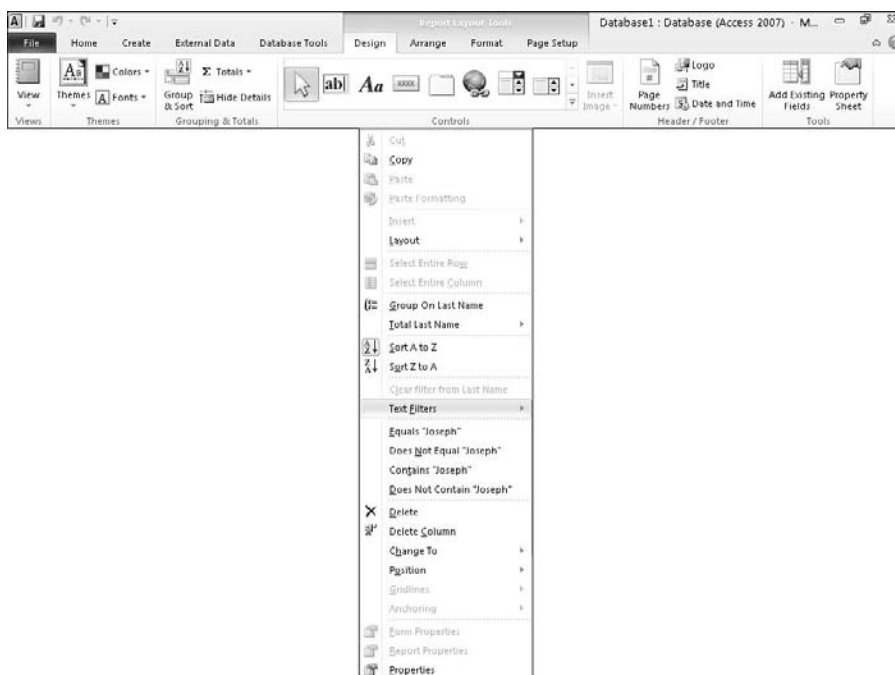 Report Layout Tools
Database1 : Database (Access 2007) - M...
File Home Create External Data Database Tools Design Arrange Format Page Setup
View
Themes
Colors
Fonts
Group & Sort
Σ Totals
Hide Details
ab|
Aa
xxxx
Insert Image
Page Numbers
Logo
Title
Date and Time
Add Existing Fields
Property Sheet
Views Themes Grouping & Totals Controls Header / Footer Tools
Cut
Copy
Paste
Paste Formatting
Insert
Layout
Select Entire Row
Select Entire Column
Group On Last Name
Total Last Name
Sort A to Z
Sort Z to A
Clear filter from Last Name
Text Filters
Equals "Joseph"
Does Not Equal "Joseph"
Contains "Joseph"
Does Not Contain "Joseph"
Delete
Delete Column
Change To
Position
Gridlines
Anchoring
Form Properties
Report Properties
Properties